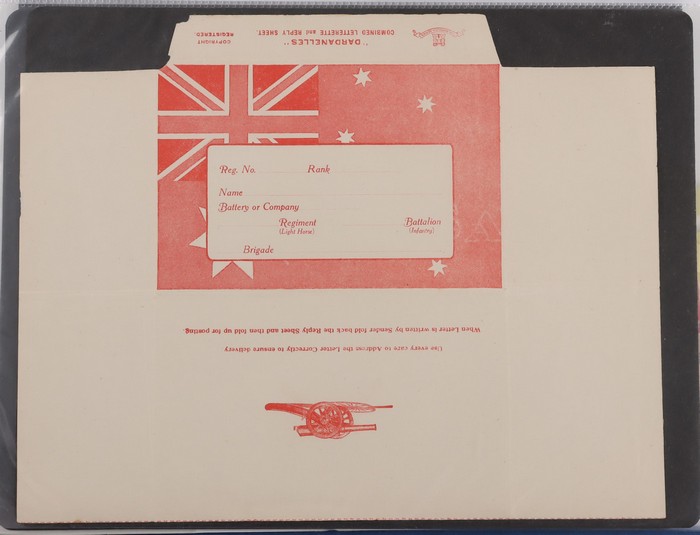 "DARDANELLES"
COMBINED LETTERETTE and REPLY SHEET.
COPYRIGHT
REGISTERED.
Reg. No. Rank
Name
Battery or Company
Regiment Battalion
(Light Horse) (Infantry)
Brigade
When Letter is written by Sender fold back the Reply Sheet and then fold up for posting.
Use every care to Address the Letter Correctly to ensure delivery